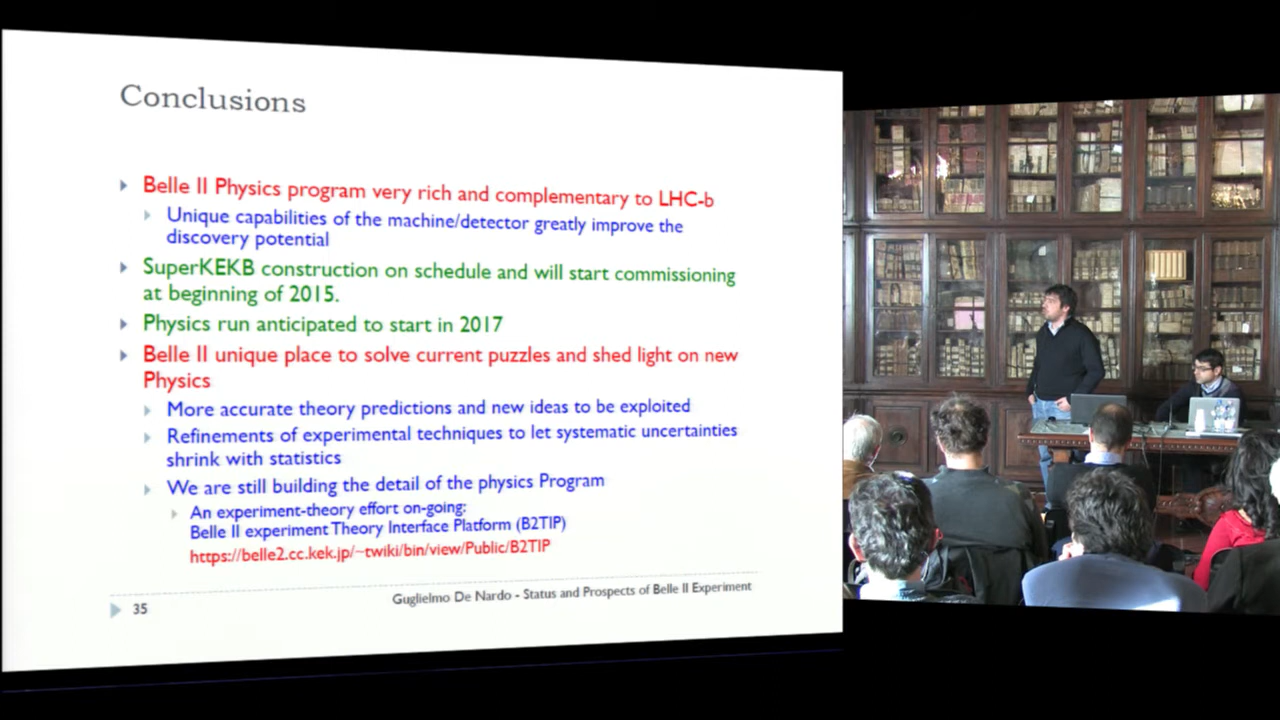 Conclusions
Belle II Physics program very rich and complementary to LHC-b
Unique capabilities of the machine/detector greatly improve the
discovery potential
SuperKEKB construction on schedule and will start commissioning
at beginning of 2015.
Physics run anticipated to start in 2017
Belle II unique place to solve current puzzles and shed light on new
Physics
More accurate theory predictions and new ideas to be exploited
Refinements of experimental techniques to let systematic uncertainties
shrink with statistics
We are still building the detail of the physics Program
An experiment-theory effort on-going:
Belle II experiment Theory Interface Platform (B2TIP)
https://belle2.cc.kek.jp/~twiki/bin/view/Public/B2TIP
35
Guglielmo De Nardo - Status and Prospects of Belle II Experiment